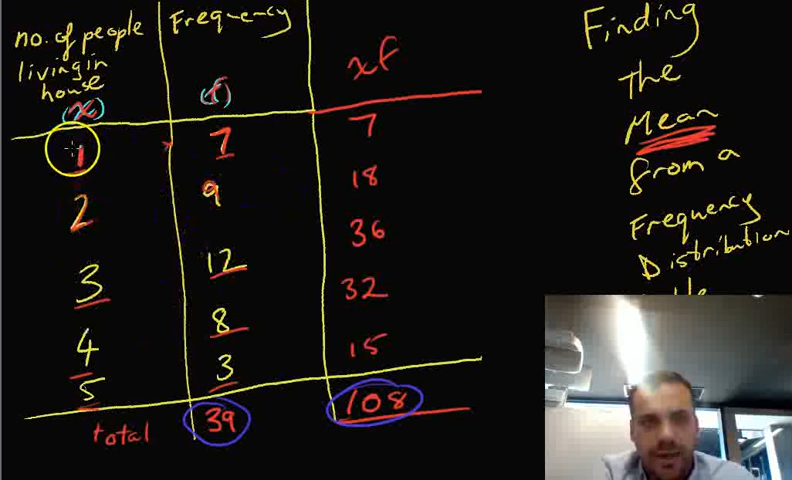 no. of people
living in
house
(x)
Frequency
(f)
xf
1 7 7
2 9 18
3 12 36
4 8 32
5 3 15
total 39 108
Finding
the
Mean
from a
Frequency
Distribution